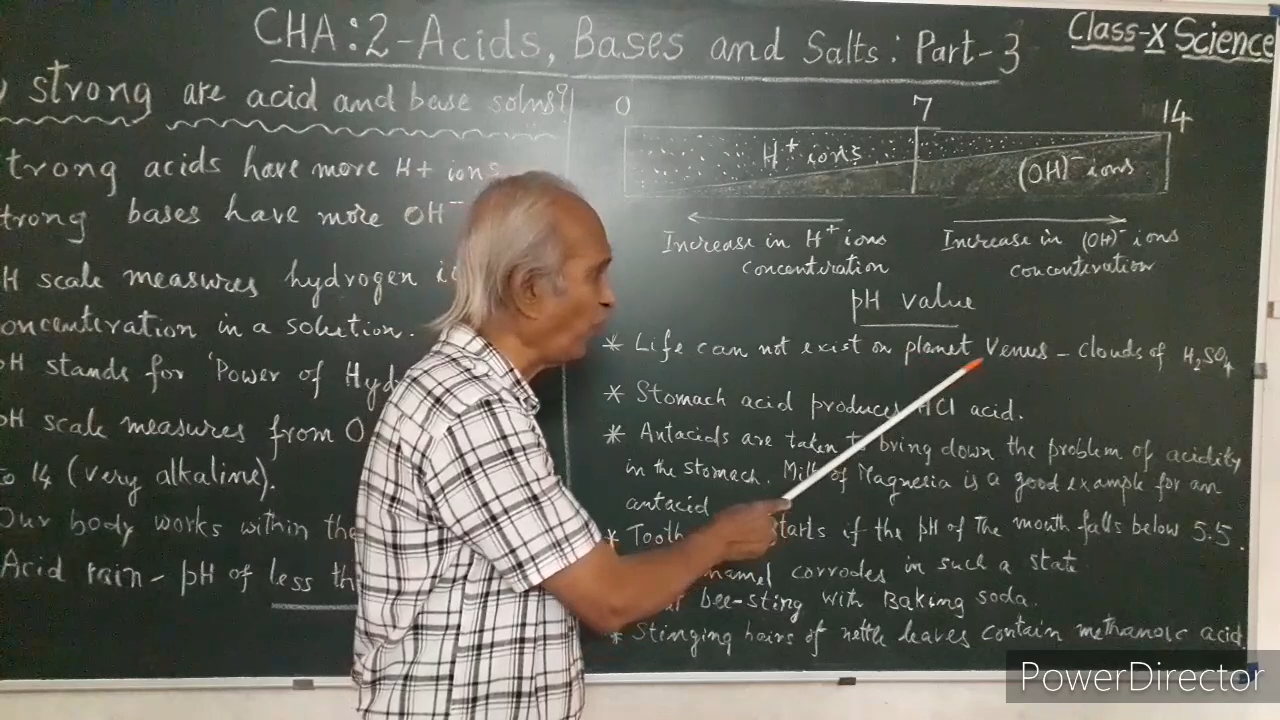 CHA:2-Acids, Bases and Salts: Part-3
Class-X Science
strong are acid and base solns?
trong acids have more H+ ions
trong bases have more OH-
H scale measures hydrogen
oncentration in a solution.
pH stands for 'Power of Hyd
pH scale measures from 0
to 14 (very alkaline).
Our body works within the
Acid rain - pH of less th
0 7 14
H+ ions
(OH)- ions
Increase in H+ ions
concentration
Increase in (OH)- ions
concentration
pH value
* Life can not exist on planet Venus - clouds of H2SO4
* Stomach acid produces HCl acid.
* Antacids are taken to bring down the problem of acidity
in the stomach. Milk of Magnesia is a good example for an
antacid
* Tooth starts if the pH of the mouth falls below 5.5.
namel corrodes in such a state
bee-sting with Baking soda.
* Stinging hairs of nettle leaves contain methanoic acid
PowerDirector